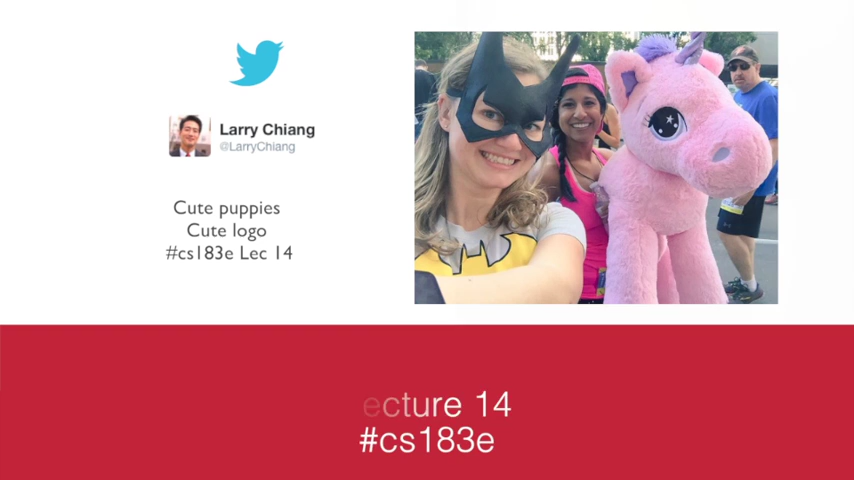 Larry Chiang
@LarryChiang
Cute puppies
Cute logo
#cs183e Lec 14
ecture 14
#cs183e